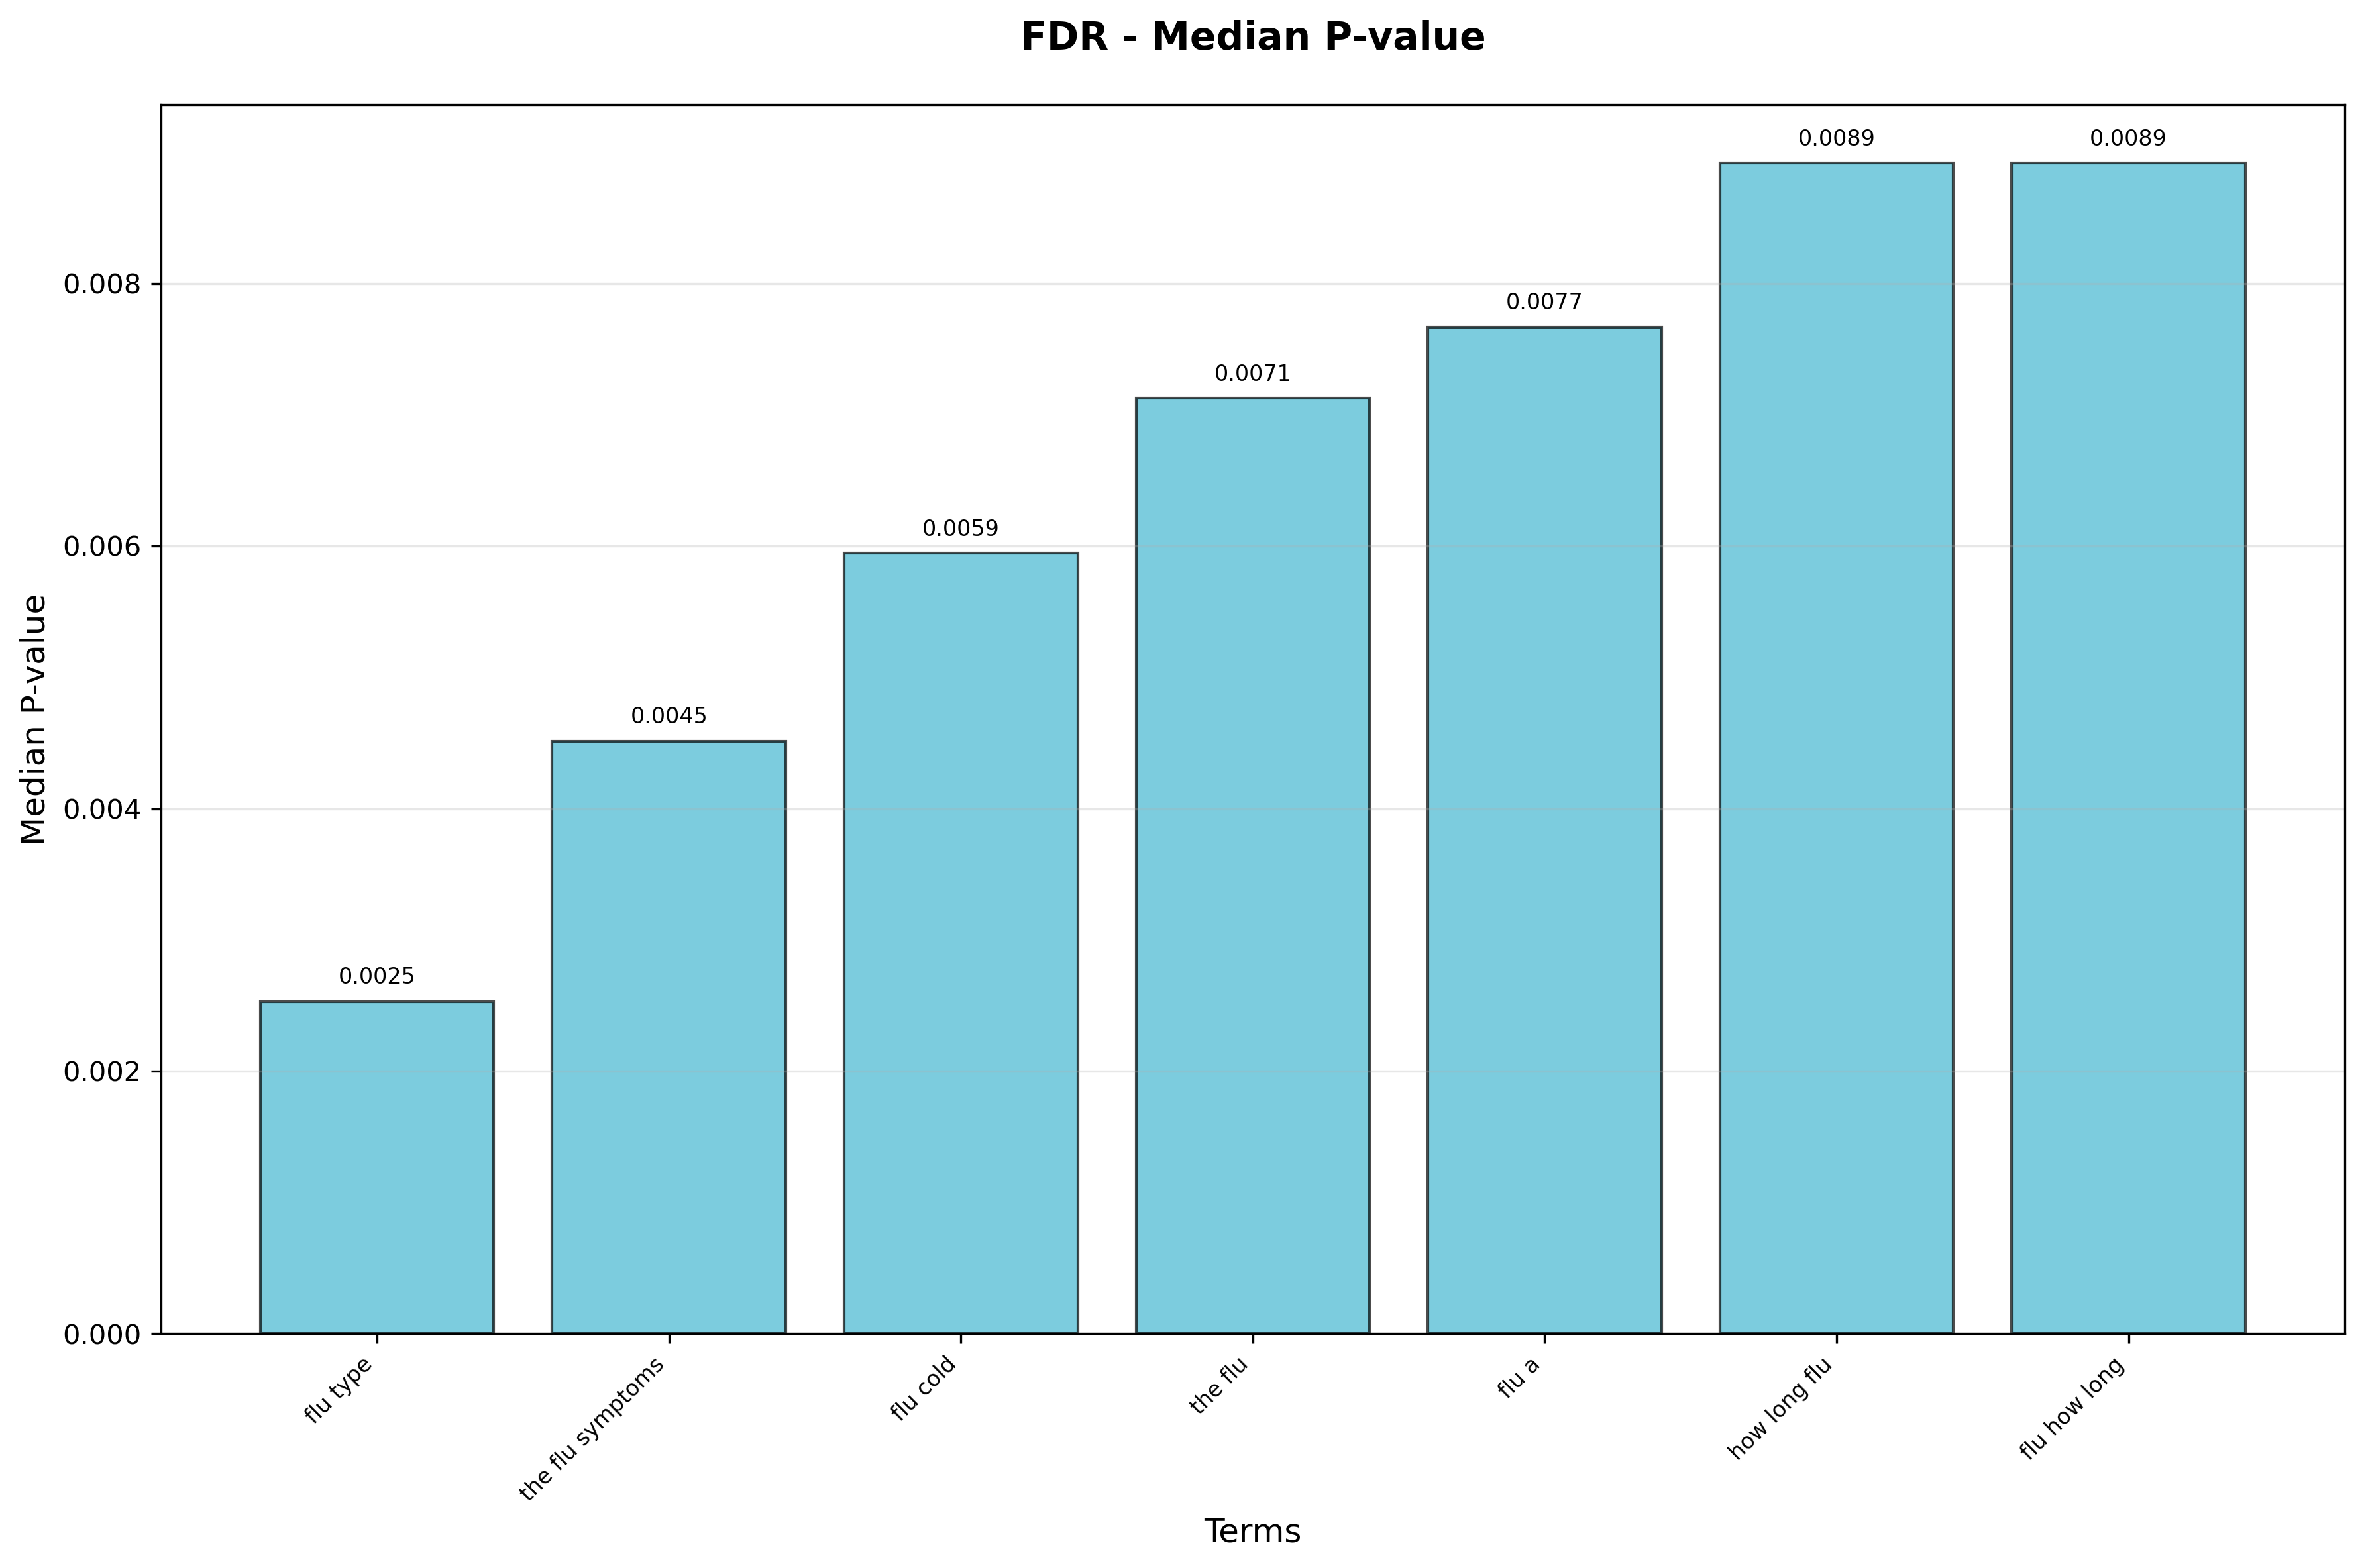 FDR - Median P-value
Median P-value
0.008
0.006
0.004
0.002
0.000
0.0025
0.0045
0.0059
0.0071
0.0077
0.0089
0.0089
flu type
the flu symptoms
flu cold
the flu
flu a
how long flu
flu how long
Terms